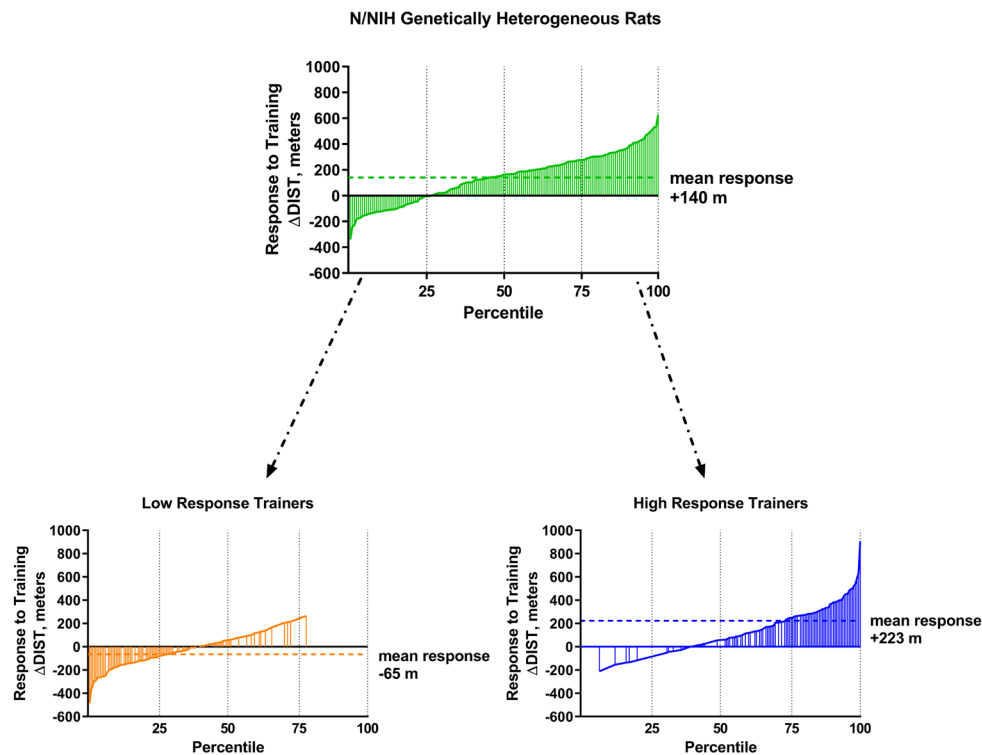 N/NIH Genetically Heterogeneous Rats
Response to Training
ΔDIST, meters
1000
800
600
400
200
0
-200
-400
-600
25
50
75
100
Percentile
mean response
+140 m
Low Response Trainers
Response to Training
ΔDIST, meters
1000
800
600
400
200
0
-200
-400
-600
25
50
75
100
Percentile
mean response
-65 m
High Response Trainers
Response to Training
ΔDIST, meters
1000
800
600
400
200
0
-200
-400
-600
25
50
75
100
Percentile
mean response
+223 m